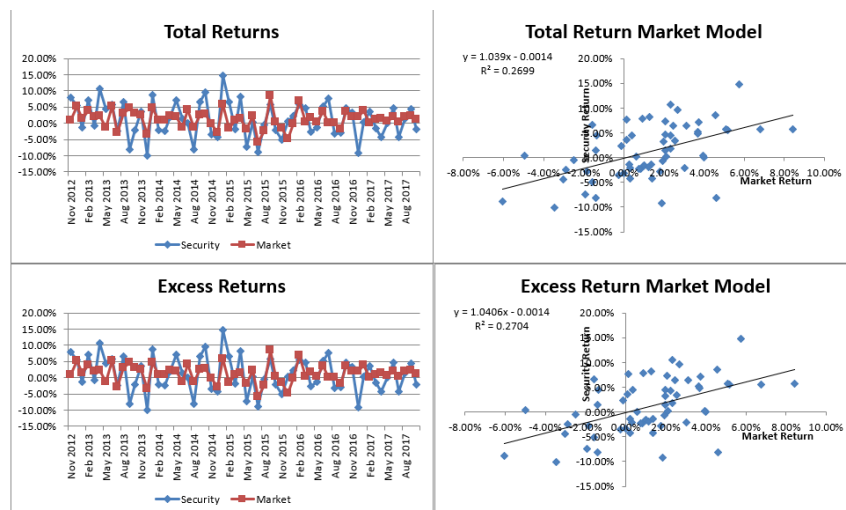 Total Returns
20.00%
15.00%
10.00%
5.00%
0.00%
-5.00%
-10.00%
-15.00%
Nov 2012
Feb 2013
May 2013
Aug 2013
Nov 2013
Feb 2014
May 2014
Aug 2014
Nov 2014
Feb 2015
May 2015
Aug 2015
Nov 2015
Feb 2016
May 2016
Aug 2016
Nov 2016
Feb 2017
May 2017
Aug 2017
Security
Market
Total Return Market Model
y = 1.039x - 0.0014
R² = 0.2699
20.00%
15.00%
10.00%
5.00%
0.00%
-5.00%
-10.00%
-15.00%
-20.00%
Security Return
-8.00%
-6.00%
-4.00%
-2.00%
0.00%
2.00%
4.00%
6.00%
8.00%
10.00%
Market Return
Excess Returns
20.00%
15.00%
10.00%
5.00%
0.00%
-5.00%
-10.00%
-15.00%
Nov 2012
Feb 2013
May 2013
Aug 2013
Nov 2013
Feb 2014
May 2014
Aug 2014
Nov 2014
Feb 2015
May 2015
Aug 2015
Nov 2015
Feb 2016
May 2016
Aug 2016
Nov 2016
Feb 2017
May 2017
Aug 2017
Security
Market
Excess Return Market Model
y = 1.0406x - 0.0014
R² = 0.2704
20.00%
15.00%
10.00%
5.00%
0.00%
-5.00%
-10.00%
-15.00%
Security Return
-8.00%
-6.00%
-4.00%
-2.00%
0.00%
2.00%
4.00%
6.00%
8.00%
10.00%
Market Return